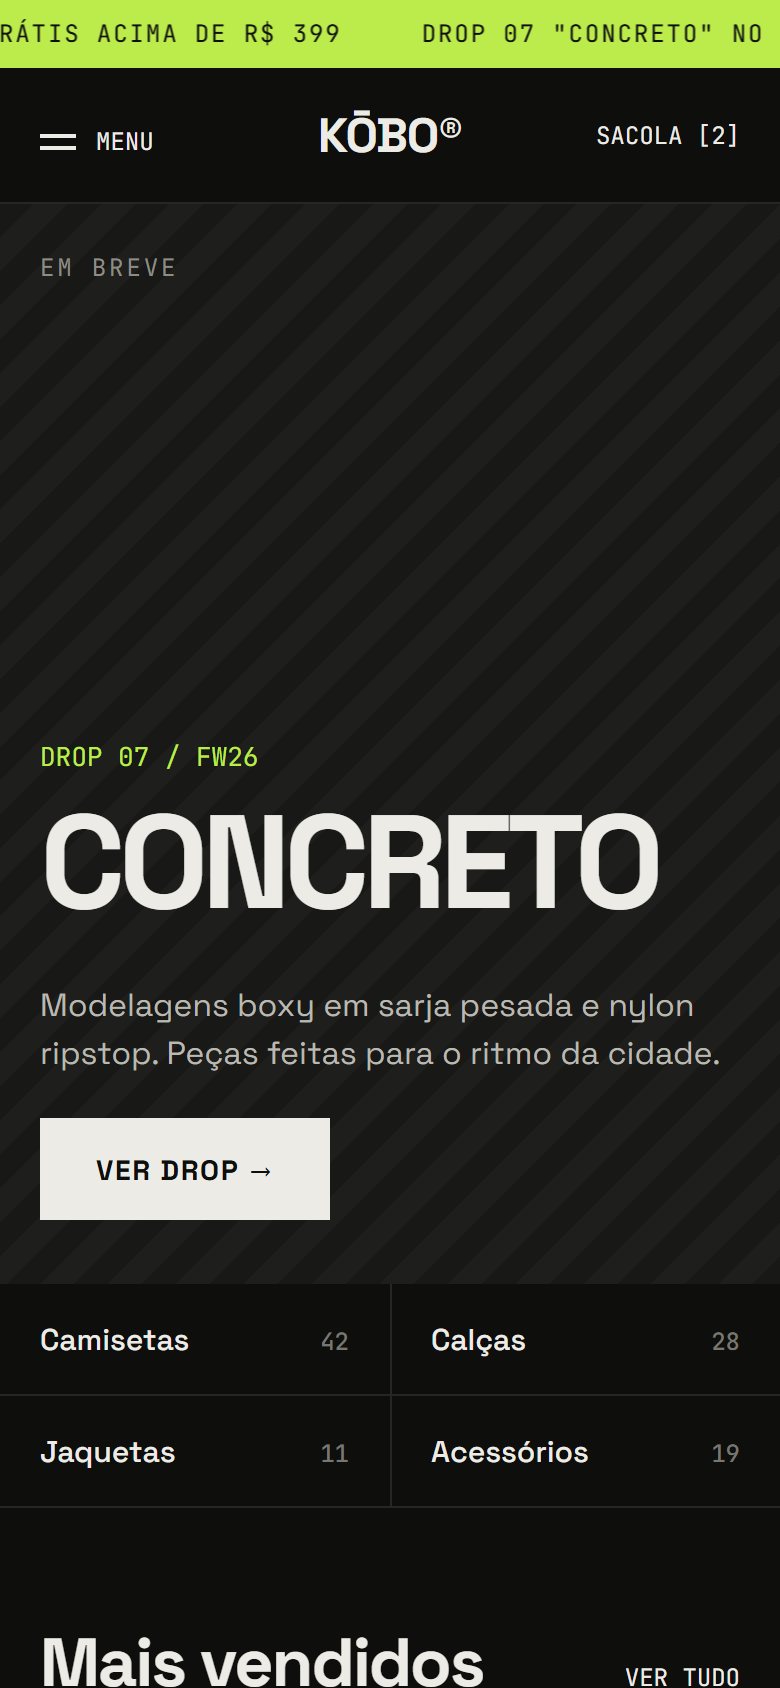 RÁTIS ACIMA DE R$ 399 DROP 07 "CONCRETO" NO
MENU KŌBO® SACOLA [2]
EM BREVE
DROP 07 / FW26
CONCRETO
Modelagens boxy em sarja pesada e nylon
ripstop. Peças feitas para o ritmo da cidade.
VER DROP →
Camisetas 42 Calças 28
Jaquetas 11 Acessórios 19
Mais vendidos VER TUDO